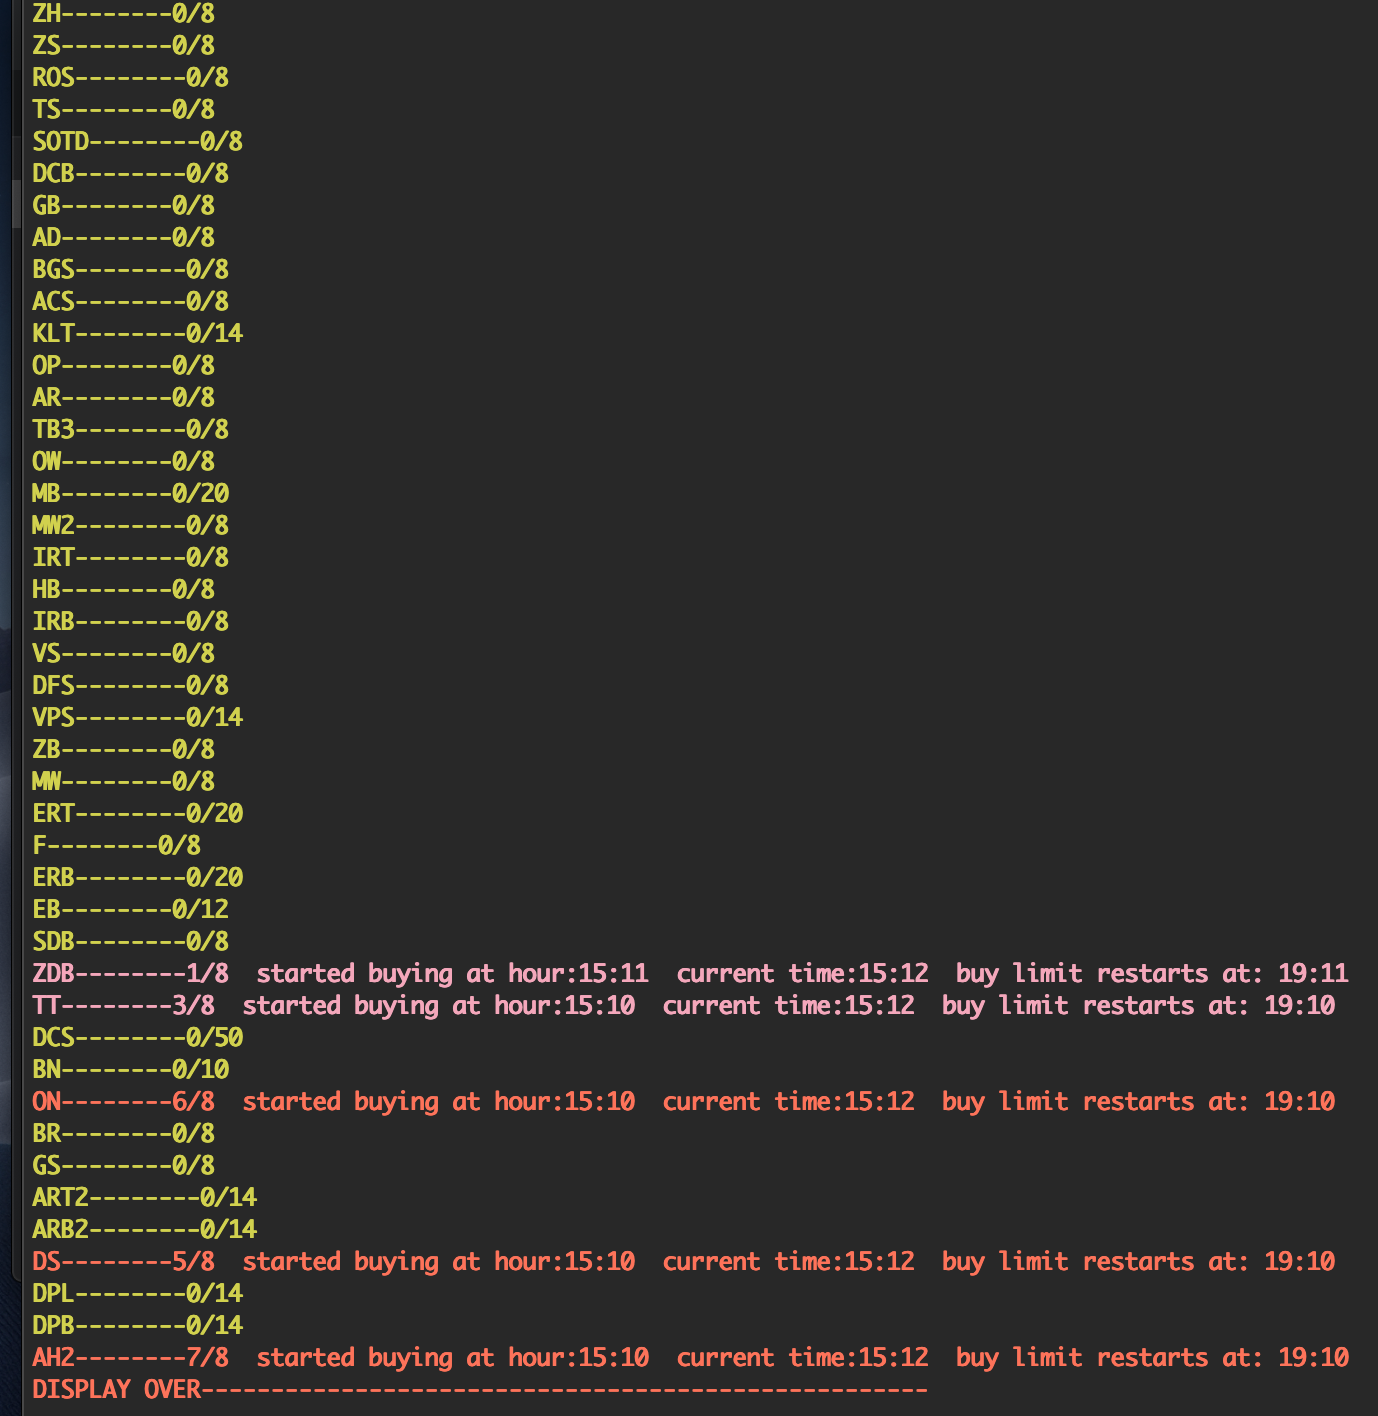 ZH--------0/8
ZS--------0/8
ROS--------0/8
TS--------0/8
SOTD--------0/8
DCB--------0/8
GB--------0/8
AD--------0/8
BGS--------0/8
ACS--------0/8
KLT--------0/14
OP--------0/8
AR--------0/8
TB3--------0/8
OW--------0/8
MB--------0/20
MW2--------0/8
IRT--------0/8
HB--------0/8
IRB--------0/8
VS--------0/8
DFS--------0/8
VPS--------0/14
ZB--------0/8
MW--------0/8
ERT--------0/20
F--------0/8
ERB--------0/20
EB--------0/12
SDB--------0/8
ZDB--------1/8  started buying at hour:15:11  current time:15:12  buy limit restarts at: 19:11
TT--------3/8  started buying at hour:15:10  current time:15:12  buy limit restarts at: 19:10
DCS--------0/50
BN--------0/10
ON--------6/8  started buying at hour:15:10  current time:15:12  buy limit restarts at: 19:10
BR--------0/8
GS--------0/8
ART2--------0/14
ARB2--------0/14
DS--------5/8  started buying at hour:15:10  current time:15:12  buy limit restarts at: 19:10
DPL--------0/14
DPB--------0/14
AH2--------7/8  started buying at hour:15:10  current time:15:12  buy limit restarts at: 19:10
DISPLAY OVER----------------------------------------------------